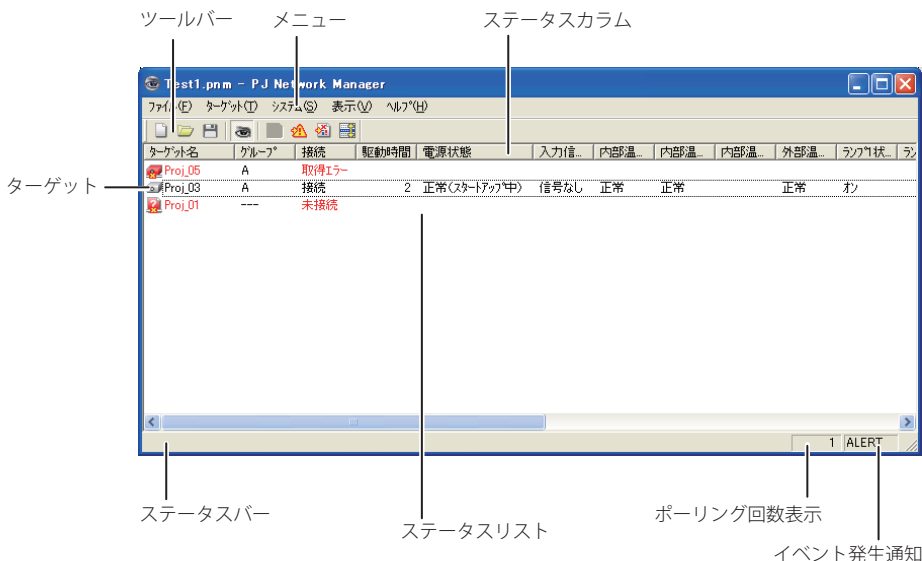 ツールバー メニュー ステータスカラム
Test1.pnm - PJ Network Manager
ファイル(F) ターゲット(T) システム(S) 表示(V) ヘルプ(H)
ターゲット名 グループ 接続 駆動時間 電源状態 入力信... 内部温... 内部温... 内部温... 外部温... ランプ1状... ラン
Proj_05 A 取得エラー
ターゲット
Proj_03 A 接続 2 正常(スタートアップ中) 信号なし 正常 正常 正常 オン
Proj_01 --- 未接続
1 ALERT
ステータスバー
ステータスリスト
ポーリング回数表示
イベント発生通知